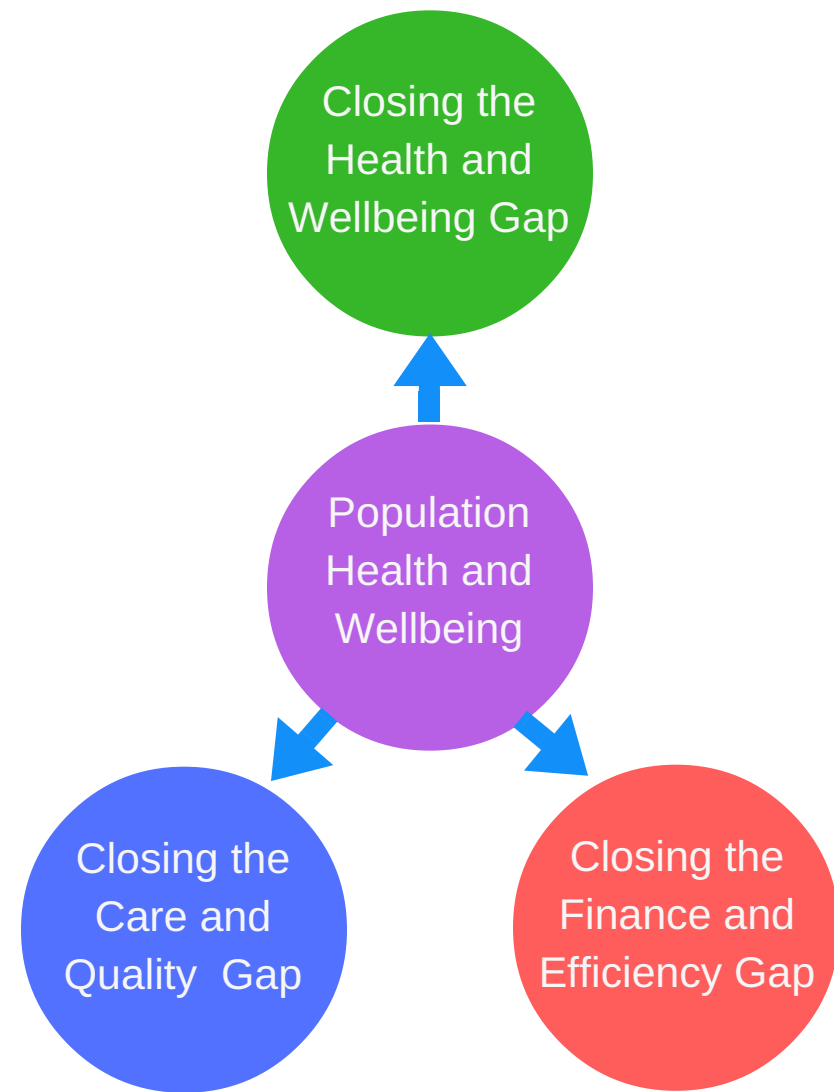 Closing the
Health and
Wellbeing Gap
Population
Health and
Wellbeing
Closing the
Care and
Quality  Gap
Closing the
Finance and
Efficiency Gap